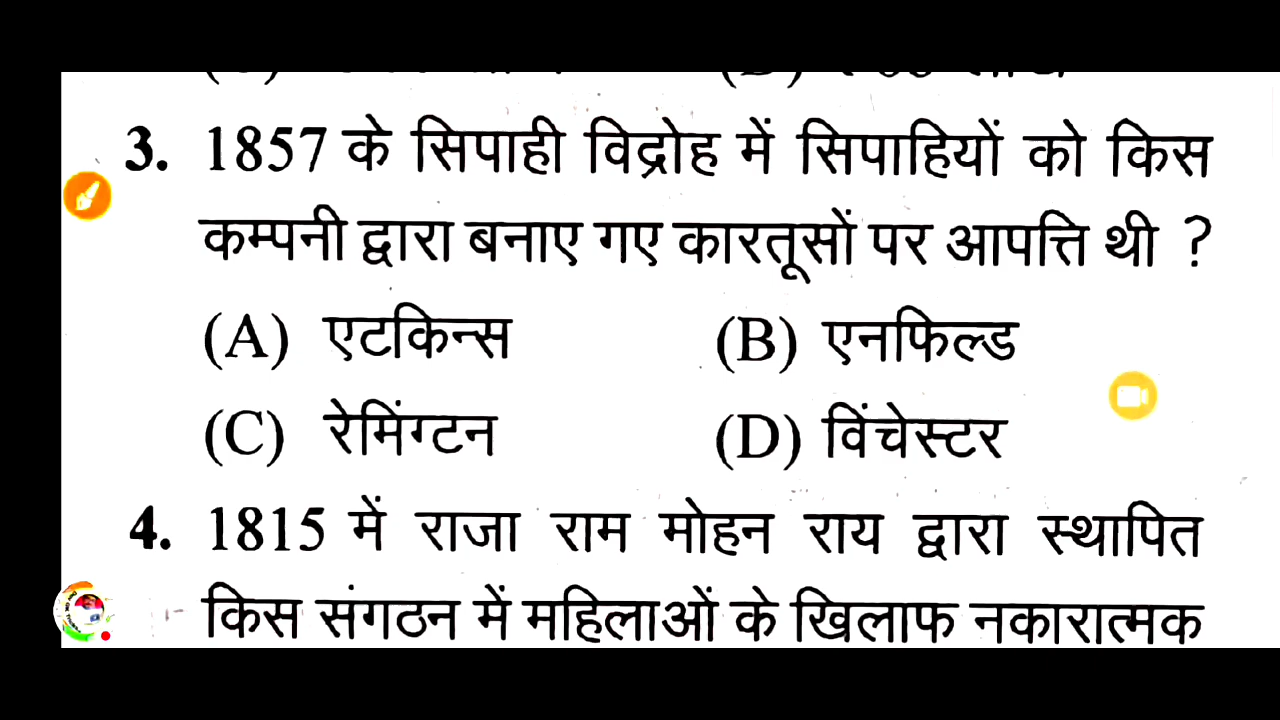 3. 1857 के सिपाही विद्रोह में सिपाहियों को किस
कम्पनी द्वारा बनाए गए कारतूसों पर आपत्ति थी ?
(A) एटकिन्स (B) एनफिल्ड
(C) रेमिंग्टन (D) विंचेस्टर
4. 1815 में राजा राम मोहन राय द्वारा स्थापित
किस संगठन में महिलाओं के खिलाफ नकारात्मक